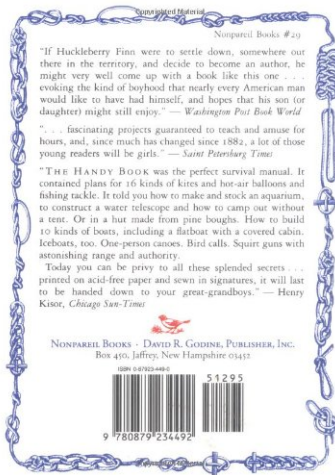 Copyrighted material
Nonpareil Books #29
"If Huckleberry Finn were to settle down, somewhere out
there in the territory, and decide to become an author, he
might very well come up with a book like this one . . .
evoking the kind of boyhood that nearly every American man
would like to have had himself, and hopes that his son (or
daughter) might still enjoy." — Washington Post Book World
". . . fascinating projects guaranteed to teach and amuse for
hours, and, since much has changed since 1882, a lot of those
young readers will be girls." — Saint Petersburg Times
"THE HANDY BOOK was the perfect survival manual. It
contained plans for 16 kinds of kites and hot-air balloons and
fishing tackle. It told you how to make and stock an aquarium,
to construct a water telescope and how to camp out without
a tent. Or in a hut made from pine boughs. How to build
10 kinds of boats, including a flatboat with a covered cabin.
Iceboats, too. One-person canoes. Bird calls. Squirt guns with
astonishing range and authority.
Today you can be privy to all these splendid secrets . . .
printed on acid-free paper and sewn in signatures, it will last
to be handed down to your great-grandboys." — Henry
Kisor, Chicago Sun-Times
NONPAREIL BOOKS · DAVID R. GODINE, PUBLISHER, INC.
Box 450, Jaffrey, New Hampshire 03452
ISBN 0-87923-449-0
51295
9 780879 234492
Copyrighted material